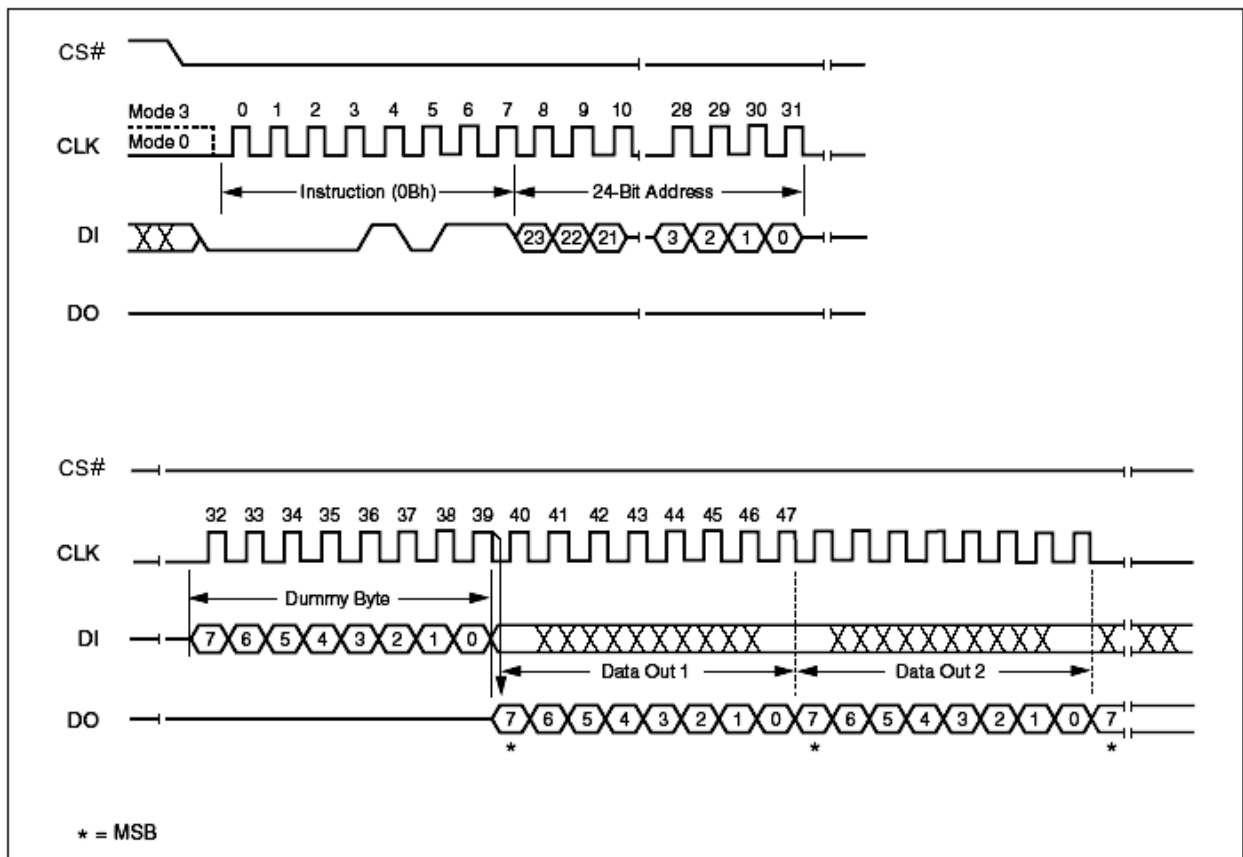 CS#
Mode 3 0 1 2 3 4 5 6 7 8 9 10 28 29 30 31
CLK Mode 0
Instruction (0Bh) 24-Bit Address
DI 23 22 21 3 2 1 0
DO
CS#
32 33 34 35 36 37 38 39 40 41 42 43 44 45 46 47
CLK
Dummy Byte
DI 7 6 5 4 3 2 1 0
Data Out 1 Data Out 2
DO 7 6 5 4 3 2 1 0 7 6 5 4 3 2 1 0 7
* * *
* = MSB